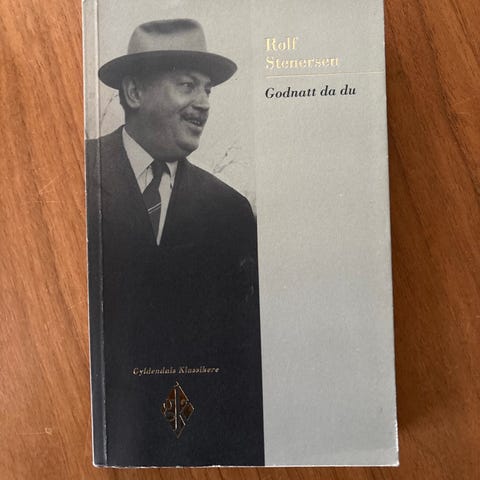 Rolf
Stenersen
Godnatt da du
Gyldendals Klassikere